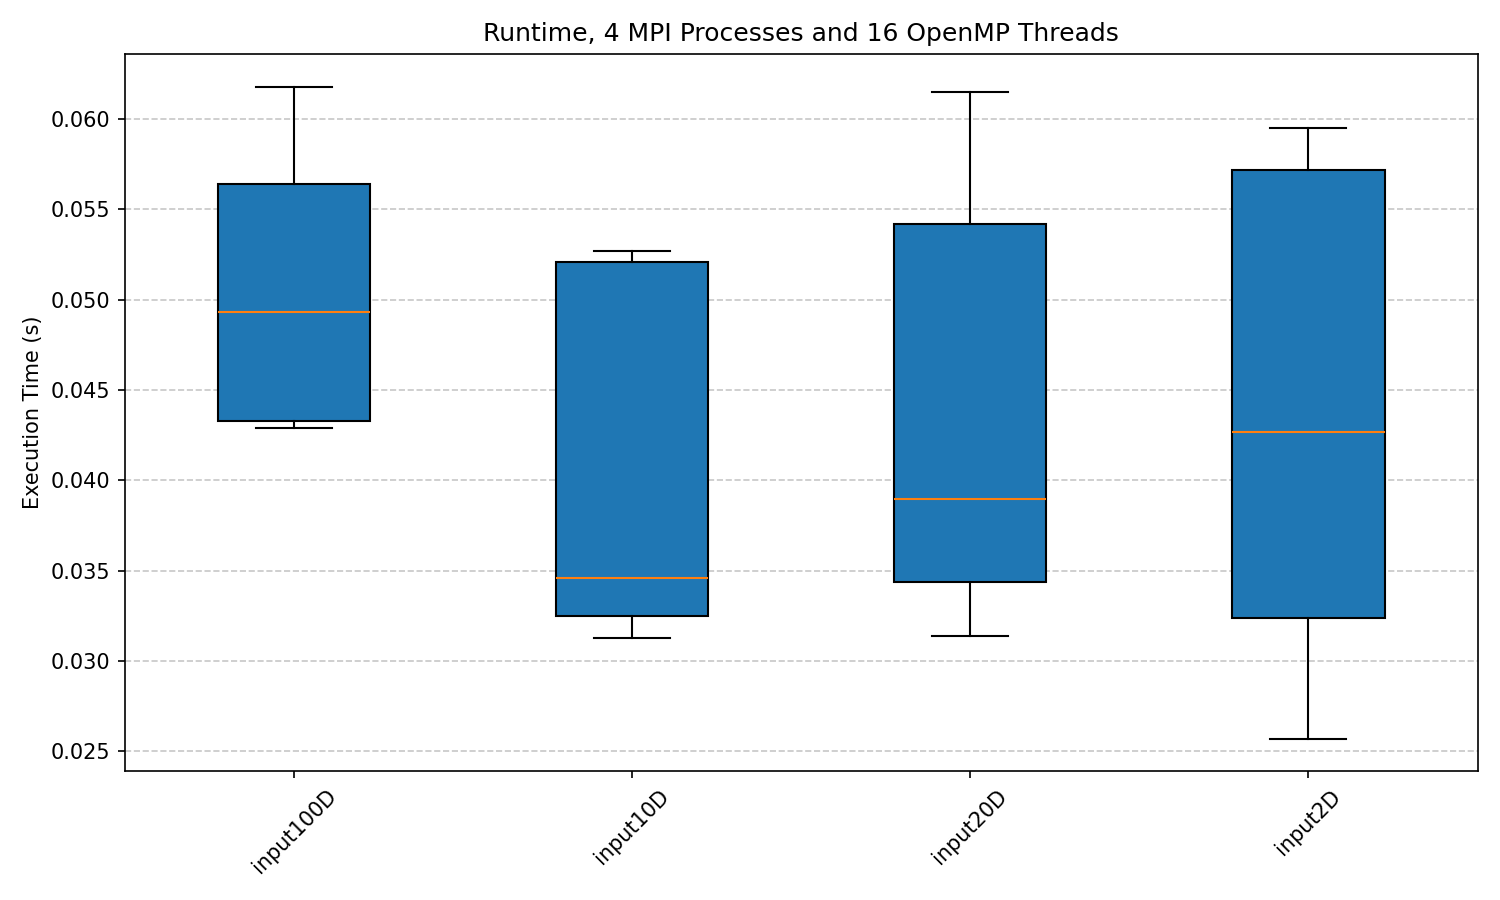 Runtime, 4 MPI Processes and 16 OpenMP Threads
Execution Time (s)
0.060
0.055
0.050
0.045
0.040
0.035
0.030
0.025
input100D
input10D
input20D
input2D